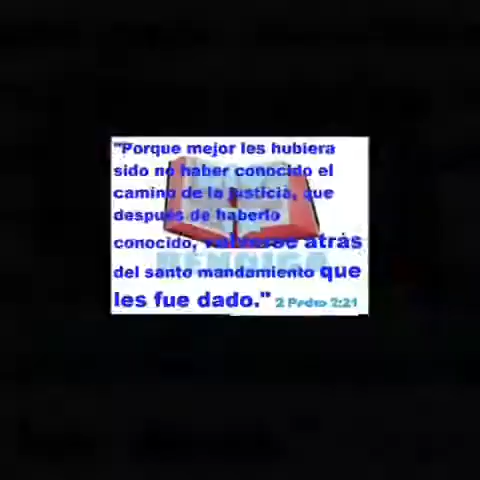 "Porque mejor les hubiera
sido no haber conocido el
camino de la justicia, que
después de haberlo
conocido, volverse atrás
del santo mandamiento que
les fue dado." 2 Pedro 2:21